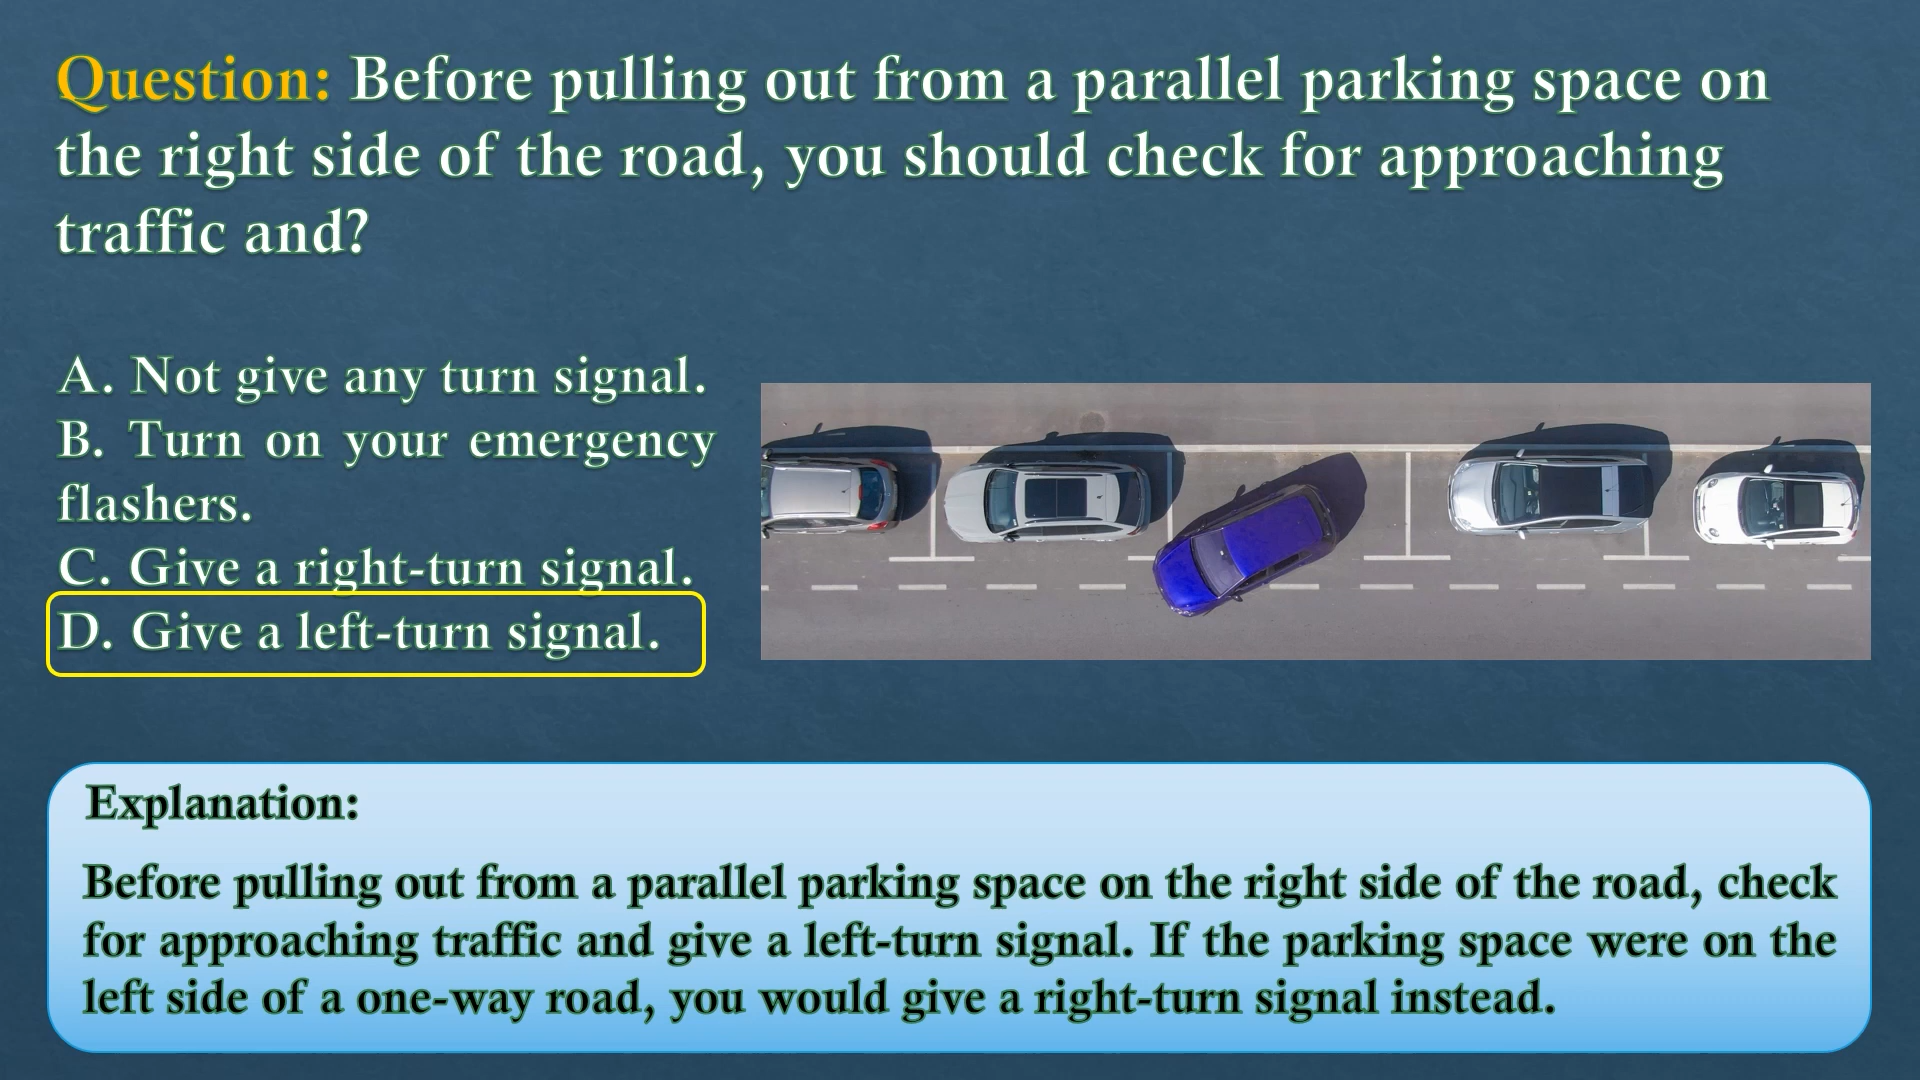 Question: Before pulling out from a parallel parking space on
the right side of the road, you should check for approaching
traffic and?
A. Not give any turn signal.
B. Turn on your emergency
flashers.
C. Give a right-turn signal.
D. Give a left-turn signal.
Explanation:
Before pulling out from a parallel parking space on the right side of the road, check
for approaching traffic and give a left-turn signal. If the parking space were on the
left side of a one-way road, you would give a right-turn signal instead.